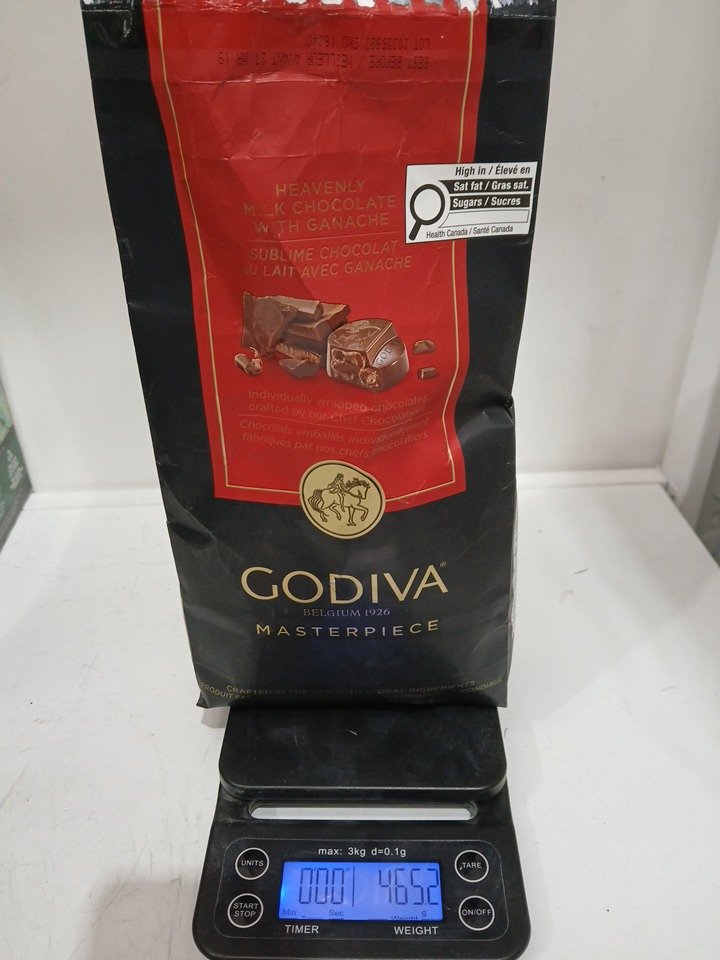 HEAVENLY
MILK CHOCOLATE
WITH GANACHE
SUBLIME CHOCOLAT
AU LAIT AVEC GANACHE
High in / Élevé en
Sat fat / Gras sat.
Sugars / Sucres
Health Canada / Santé Canada
Individually wrapped chocolates
crafted by our Chef Chocolatiers
Chocolats emballés individuellement
fabriqués par nos chefs chocolatiers
GODIVA®
BELGIUM 1926
MASTERPIECE
max: 3kg d=0.1g
UNITS
TARE
START
STOP
000 465.2
Min Sec Weight g
ON/OFF
TIMER WEIGHT